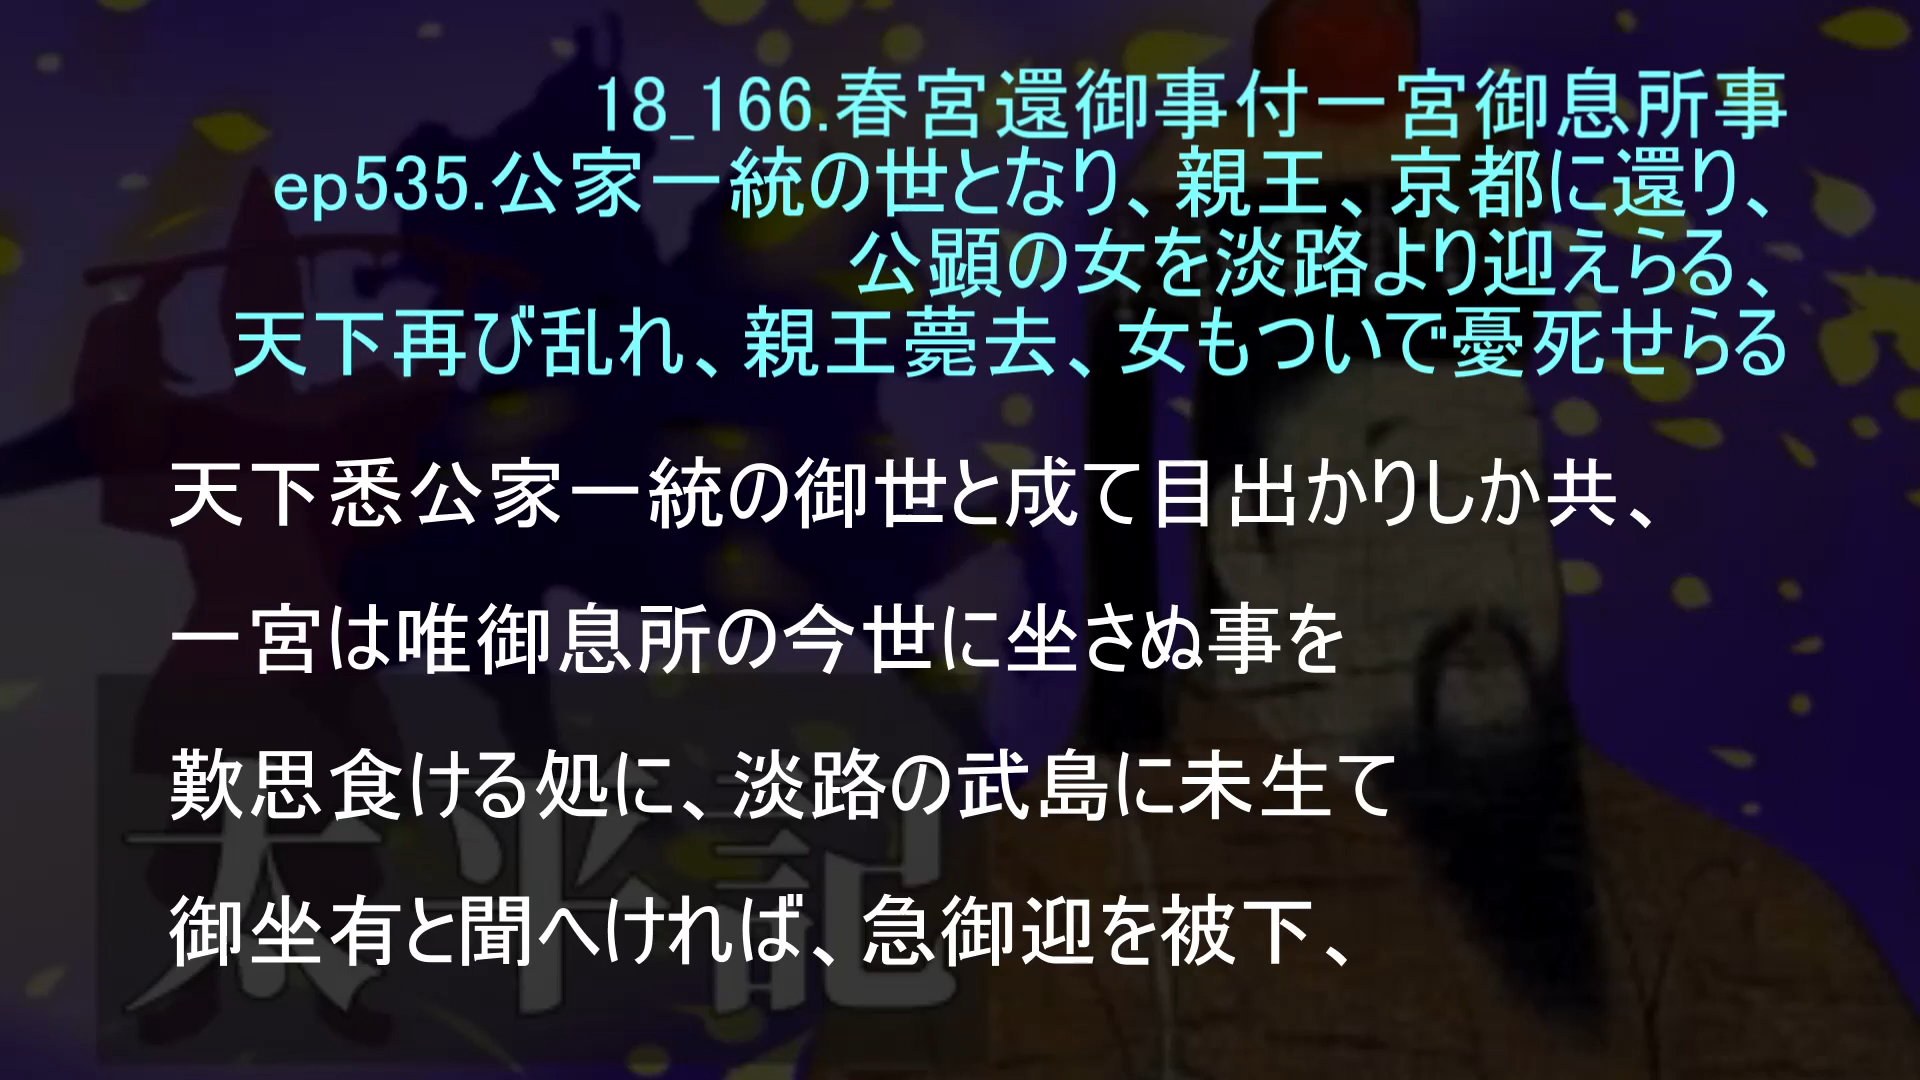 18_166.春宮還御事付一宮御息所事
ep535.公家一統の世となり、親王、京都に還り、
公顕の女を淡路より迎えらる、
天下再び乱れ、親王薨去、女もついで憂死せらる
天下悉公家一統の御世と成て目出かりしか共、
一宮は唯御息所の今世に坐さぬ事を
歎思食ける処に、淡路の武島に未生て
御坐有と聞へければ、急御迎を被下、
太平記